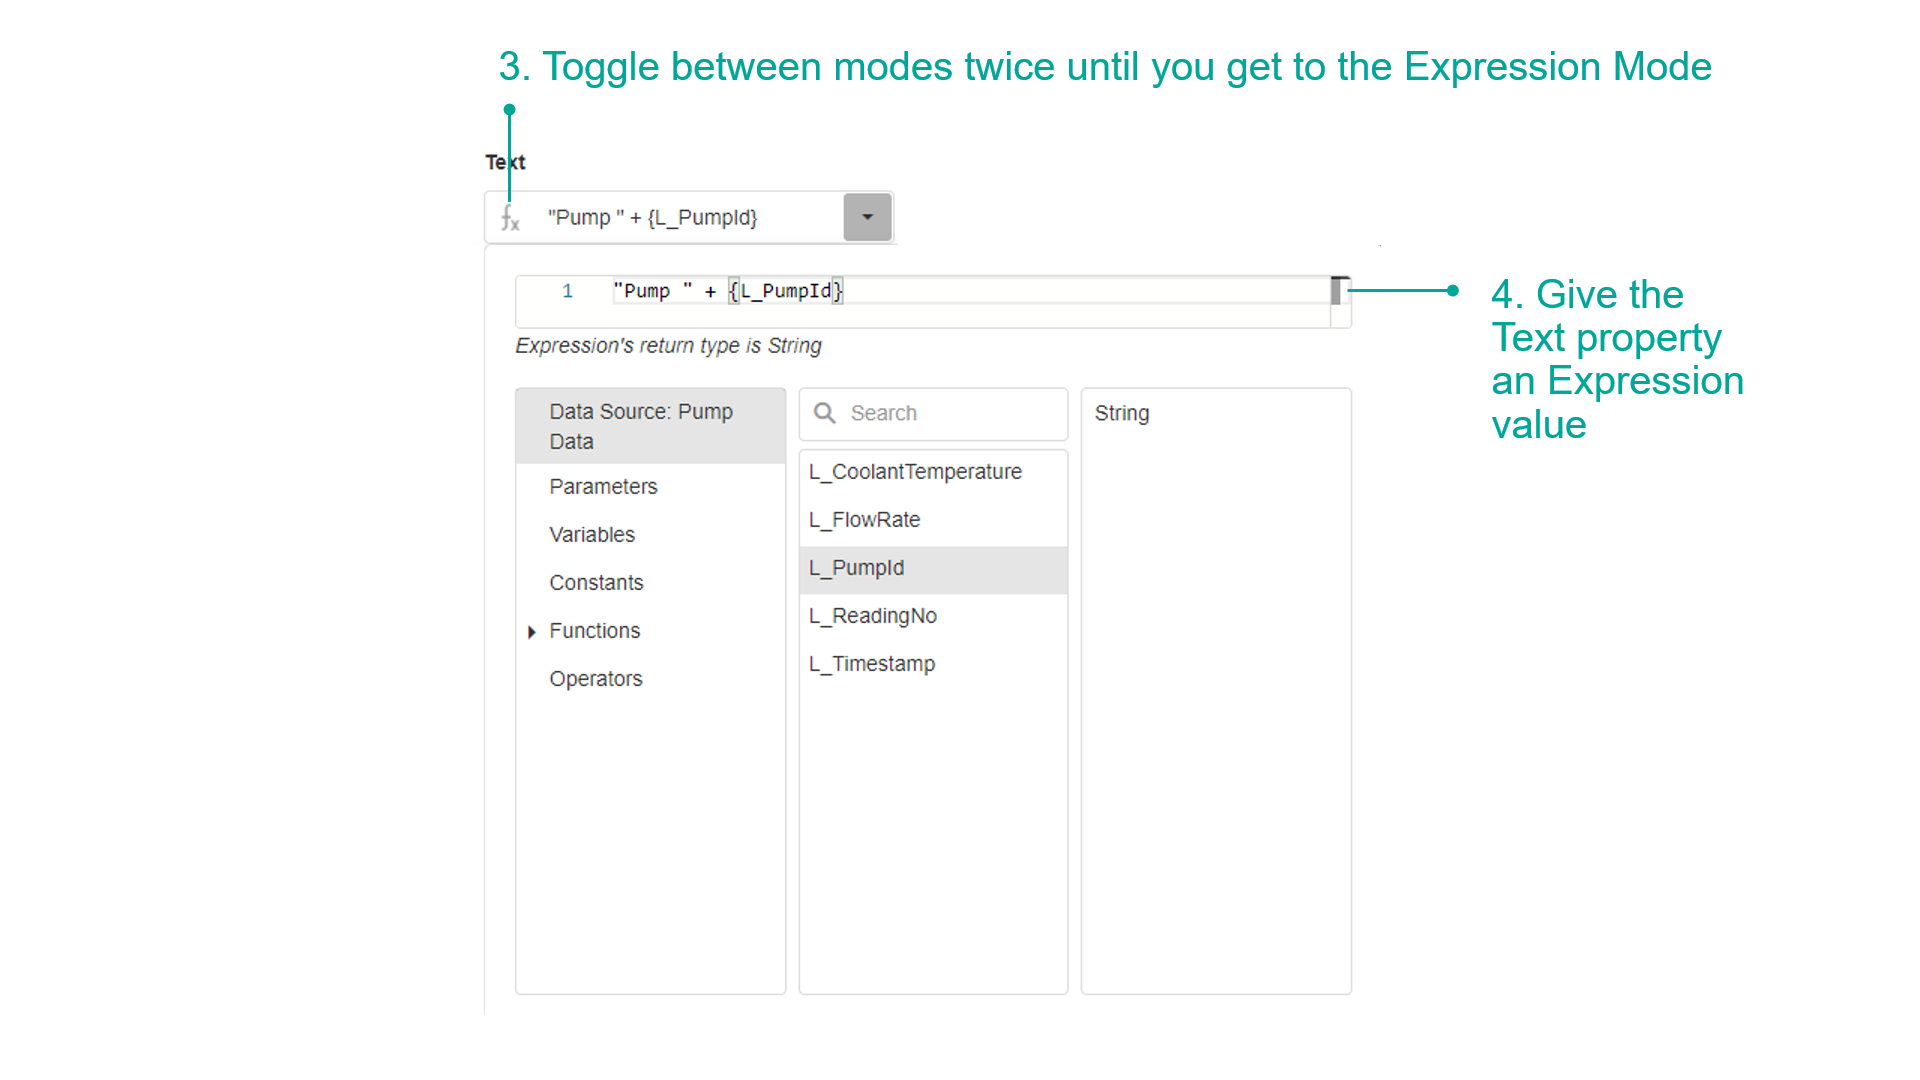 3. Toggle between modes twice until you get to the Expression Mode
Text
fx "Pump " + {L_PumpId}
1 "Pump " + {L_PumpId}
Expression's return type is String
4. Give the
Text property
an Expression
value
Data Source: Pump
Data
Parameters
Variables
Constants
Functions
Operators
Search
L_CoolantTemperature
L_FlowRate
L_PumpId
L_ReadingNo
L_Timestamp
String